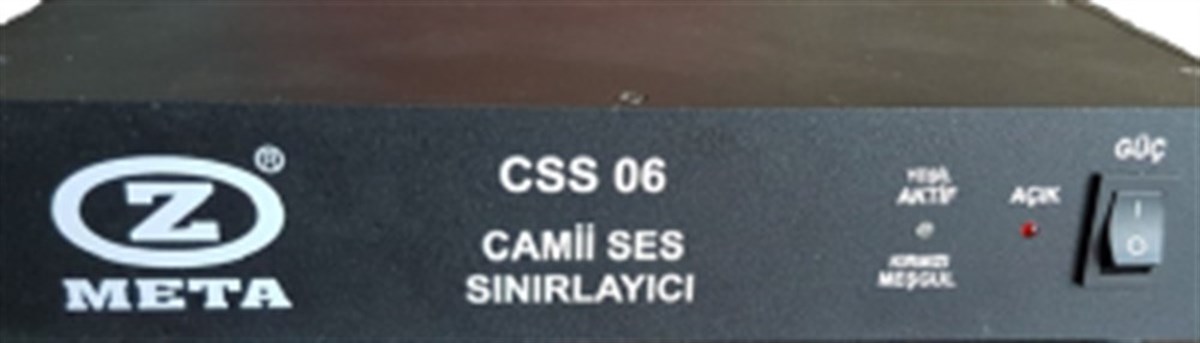 Z
META
®
CSS 06
CAMİİ SES
SINIRLAYICI
YEŞİL
AKTİF
KIRMIZI
MEŞGUL
AÇIK
GÜÇ
I
O